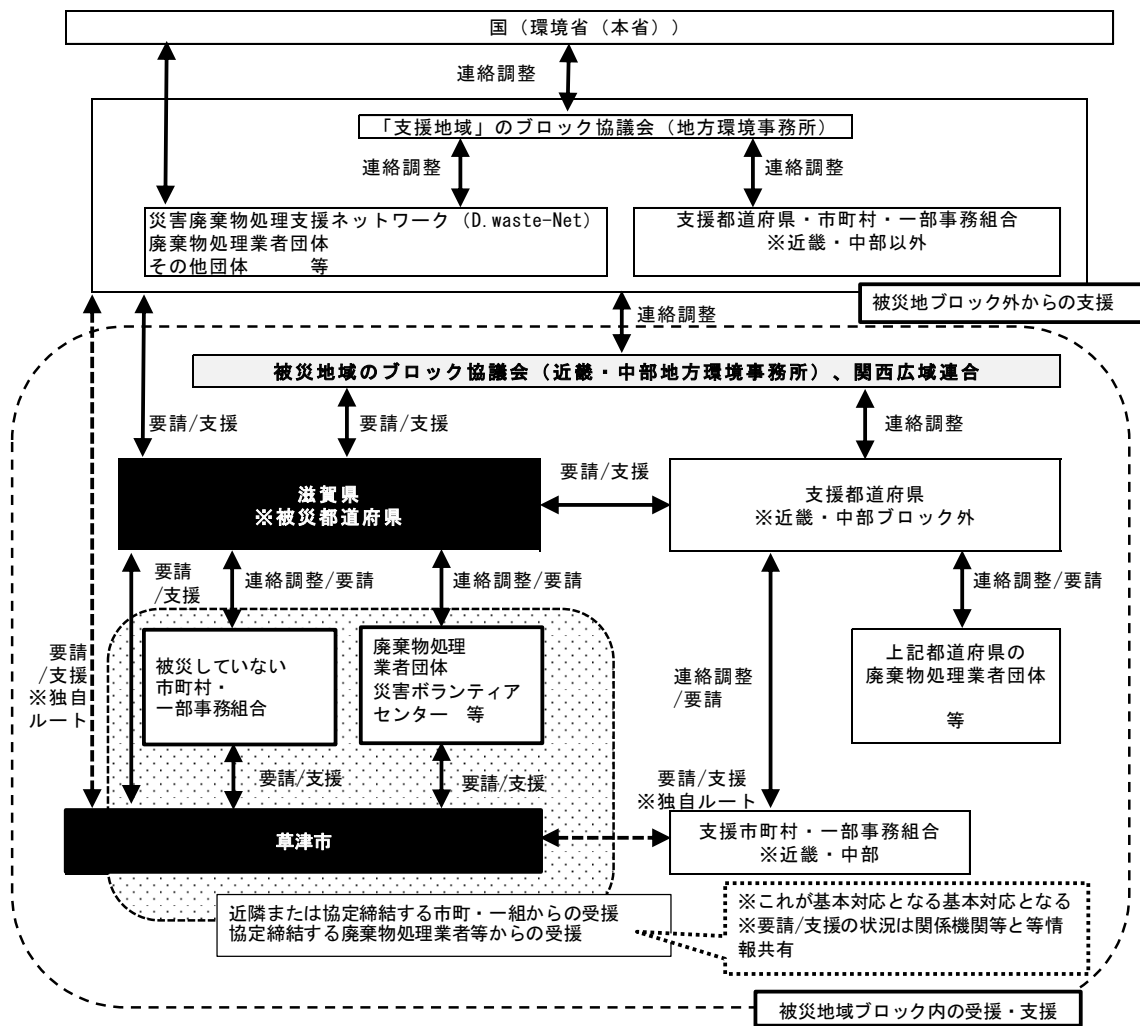 国（環境省（本省））
連絡調整
「支援地域」のブロック協議会（地方環境事務所）
連絡調整
連絡調整
災害廃棄物処理支援ネットワーク（D.waste-Net）
廃棄物処理業者団体
その他団体　　　等
支援都道府県・市町村・一部事務組合
※近畿・中部以外
被災地ブロック外からの支援
連絡調整
被災地域のブロック協議会（近畿・中部地方環境事務所）、関西広域連合
要請/支援
要請/支援
連絡調整
滋賀県
※被災都道府県
要請/支援
支援都道府県
※近畿・中部ブロック外
要請
/支援
連絡調整/要請
連絡調整/要請
連絡調整/要請
被災していない
市町村・
一部事務組合
廃棄物処理
業者団体
災害ボランティア
センター　等
上記都道府県の
廃棄物処理業者団体
等
要請
/支援
※独自
ルート
連絡調整
/要請
要請/支援
要請/支援
要請/支援
※独自ルート
草津市
支援市町村・一部事務組合
※近畿・中部
近隣または協定締結する市町・一組からの受援
協定締結する廃棄物処理業者等からの受援
※これが基本対応となる基本対応となる
※要請/支援の状況は関係機関等と等情
報共有
被災地域ブロック内の受援・支援